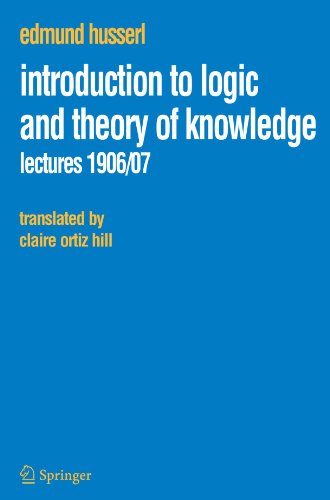 edmund husserl
introduction to logic
and theory of knowledge
lectures 1906/07
translated by
claire ortiz hill
Springer